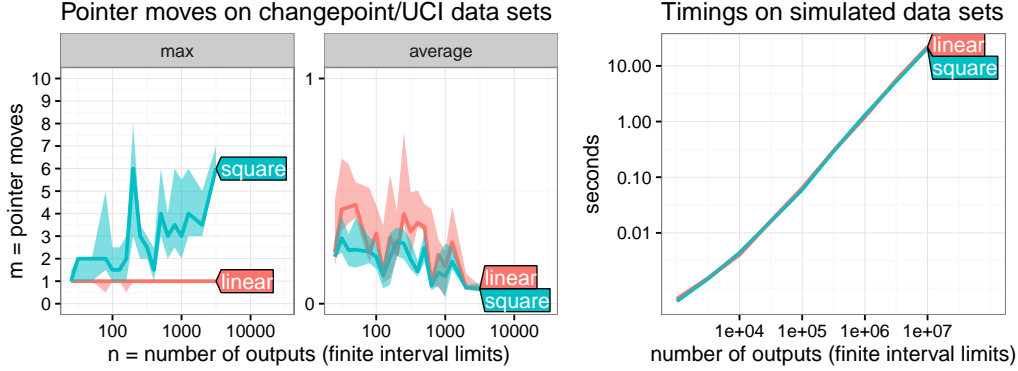 Pointer moves on changepoint/UCI data sets
max
average
m = pointer moves
10
9
8
7
6
5
4
3
2
1
0
square
linear
100
1000
10000
1
0
linear
square
100
1000
10000
n = number of outputs (finite interval limits)
Timings on simulated data sets
seconds
10.00
1.00
0.10
0.01
linear
square
1e+04
1e+05
1e+06
1e+07
number of outputs (finite interval limits)